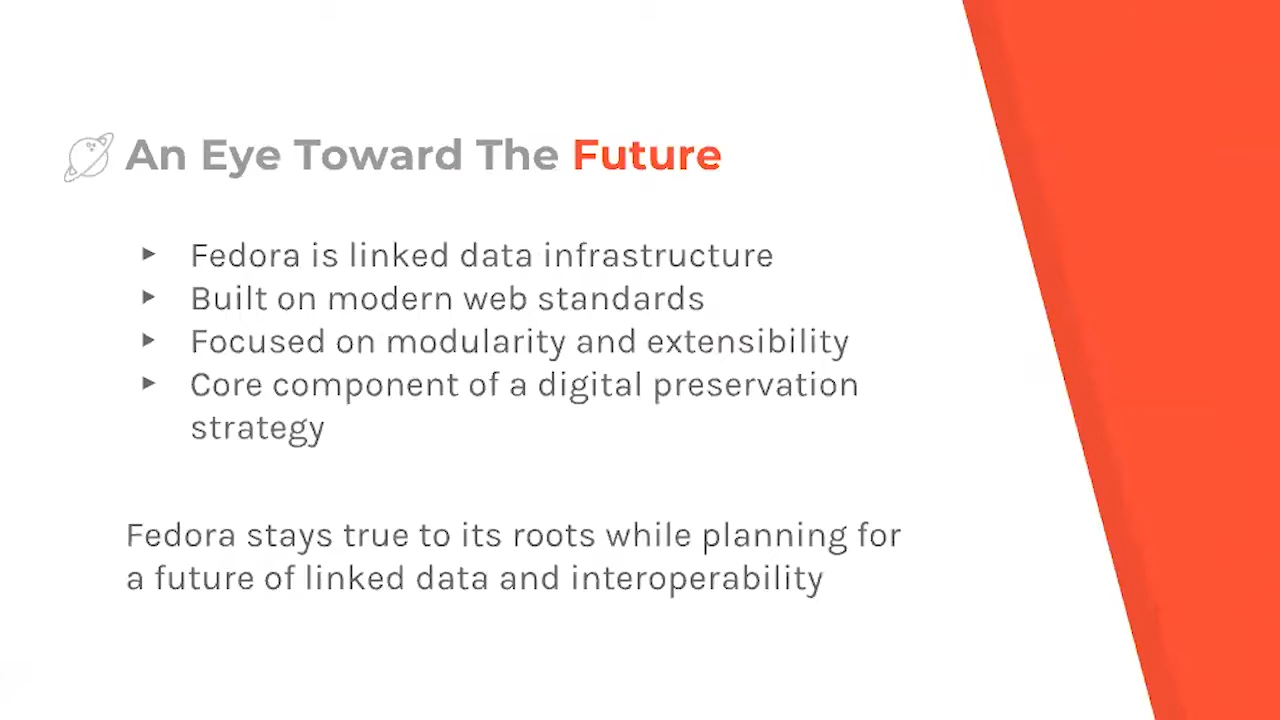 An Eye Toward The Future
Fedora is linked data infrastructure
Built on modern web standards
Focused on modularity and extensibility
Core component of a digital preservation
strategy
Fedora stays true to its roots while planning for
a future of linked data and interoperability